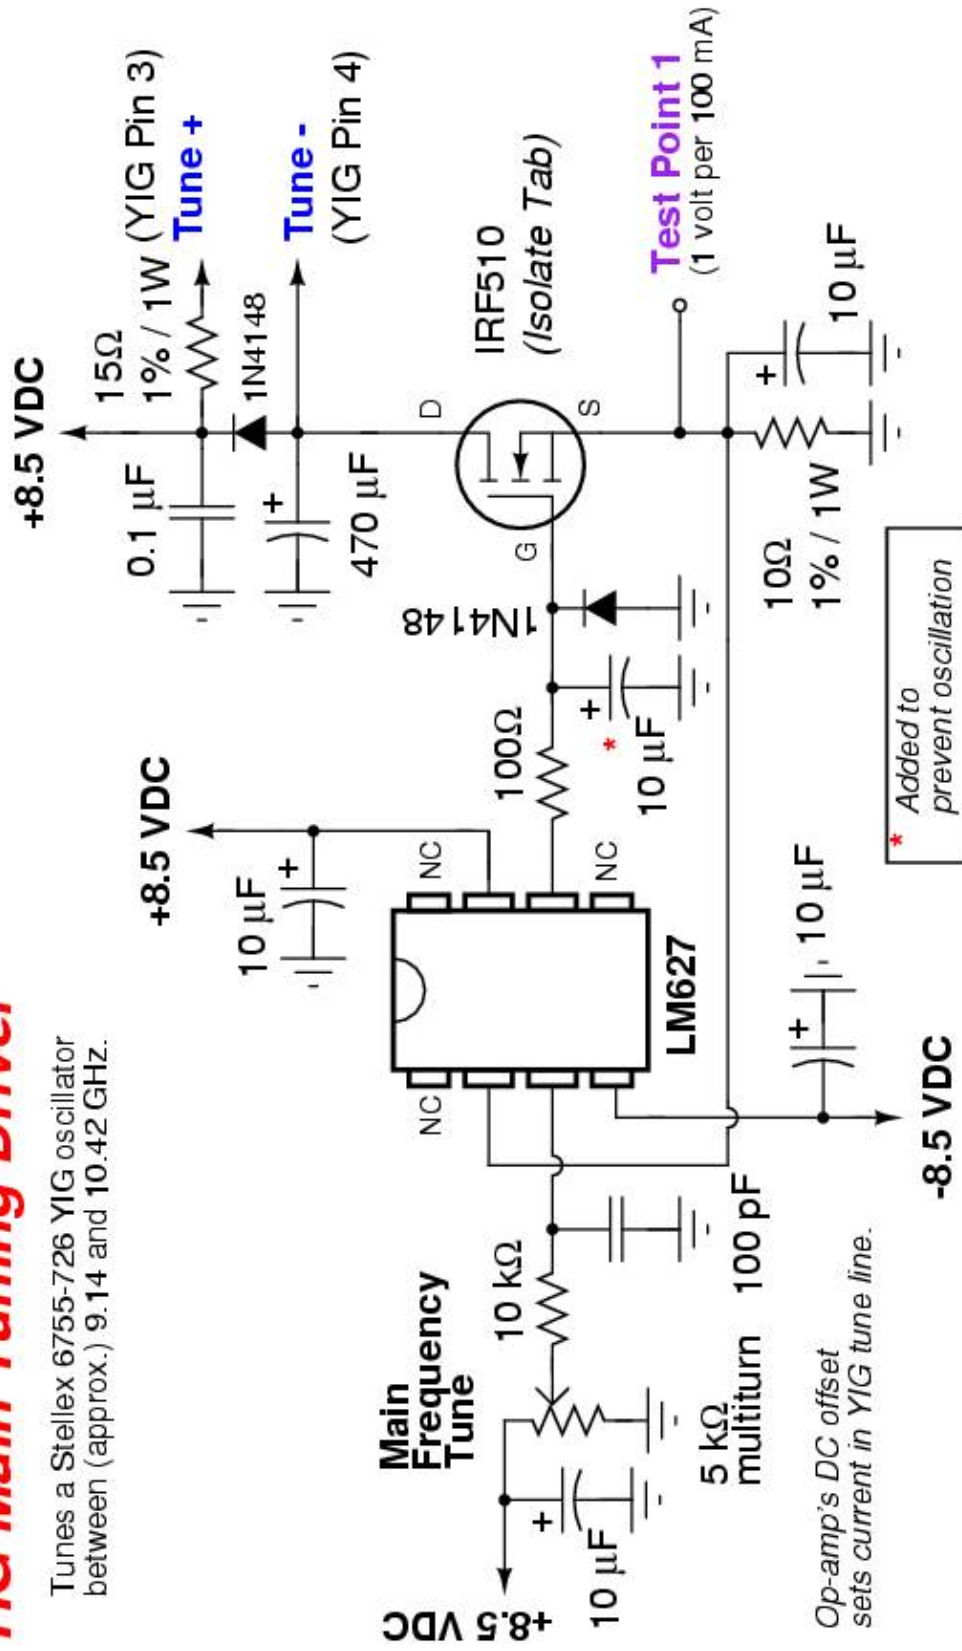 YIG Main Tuning Driver
Tunes a Stellex 6755-726 YIG oscillator
between (approx.) 9.14 and 10.42 GHz.
+8.5 VDC
10 µF
Main
Frequency
Tune
5 kΩ
multiturn
10 kΩ
100 pF
Op-amp's DC offset
sets current in YIG tune line.
-8.5 VDC
10 µF
NC
LM627
NC
NC
+8.5 VDC
10 µF
100Ω
+
*
10 µF
1N4148
G
D
S
IRF510
(Isolate Tab)
+8.5 VDC
0.1 µF
+
470 µF
15Ω
1% / 1W
1N4148
(YIG Pin 3)
Tune +
Tune -
(YIG Pin 4)
Test Point 1
(1 volt per 100 mA)
10Ω
1% / 1W
+
10 µF
+
+
+
* Added to
prevent oscillation